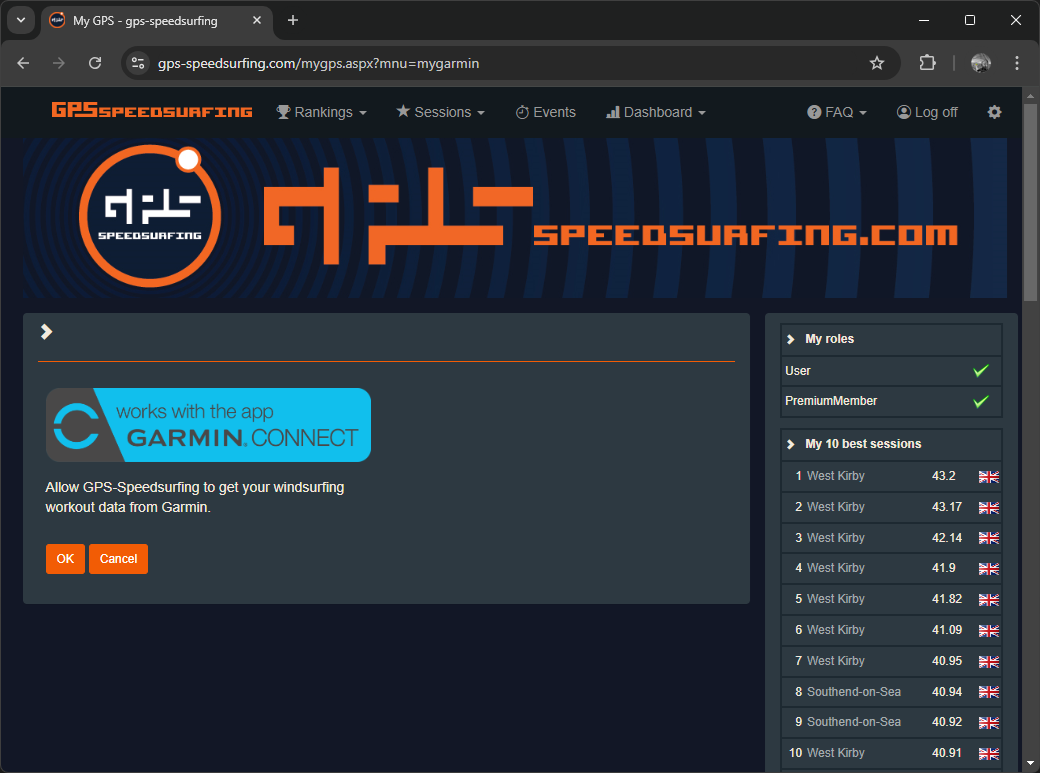 My GPS - gps-speedsurfing
gps-speedsurfing.com/mygps.aspx?mnu=mygarmin
GPSSPEEDSURFING
Rankings
Sessions
Events
Dashboard
FAQ
Log off
SPEEDSURFING
SPEEDSURFING.COM
works with the app
GARMIN. CONNECT
Allow GPS-Speedsurfing to get your windsurfing
workout data from Garmin.
OK
Cancel
My roles
User
PremiumMember
My 10 best sessions
1 West Kirby 43.2
2 West Kirby 43.17
3 West Kirby 42.14
4 West Kirby 41.9
5 West Kirby 41.82
6 West Kirby 41.09
7 West Kirby 40.95
8 Southend-on-Sea 40.94
9 Southend-on-Sea 40.92
10 West Kirby 40.91